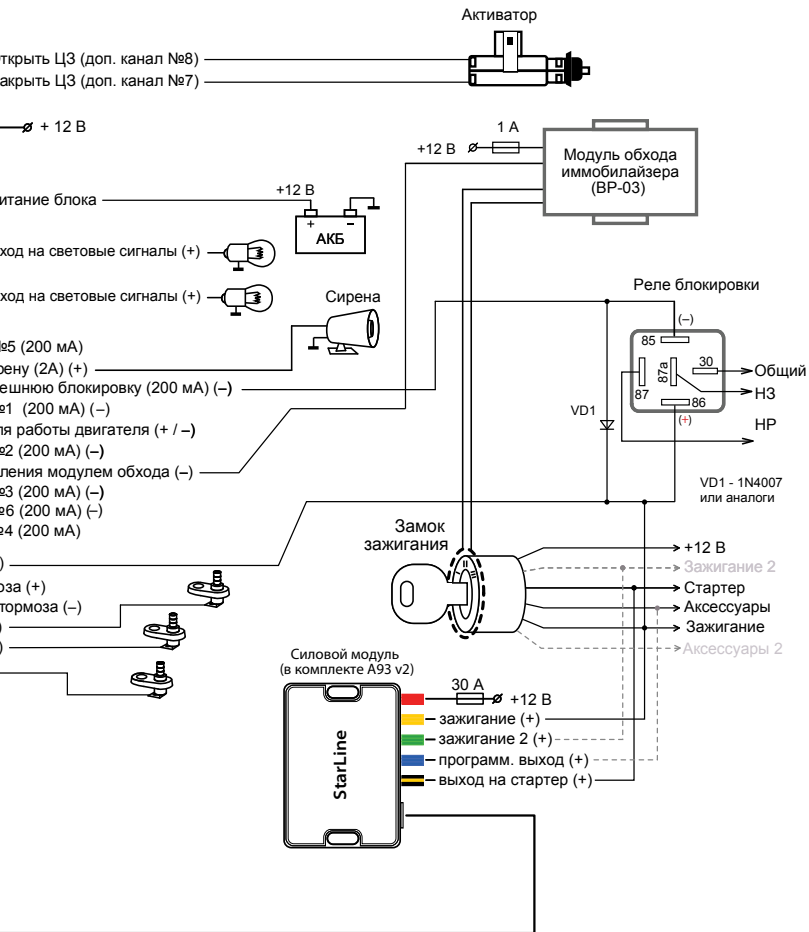 Активатор
ткрыть ЦЗ (доп. канал №8)
акрыть ЦЗ (доп. канал №7)
+ 12 В
1 А
+12 В
Модуль обхода
иммобилайзера
(BP-03)
итание блока
+12 В
+ –
АКБ
ход на световые сигналы (+)
ход на световые сигналы (+)
Сирена
Реле блокировки
(–)
85
30
87a
87
86
(+)
Общий
НЗ
НР
№5 (200 мА)
рену (2А) (+)
ешнюю блокировку (200 мА) (–)
№1 (200 мА) (–)
ля работы двигателя (+ / –)
№2 (200 мА) (–)
ления модулем обхода (–)
№3 (200 мА) (–)
№6 (200 мА) (–)
№4 (200 мА)
VD1
VD1 - 1N4007
или аналоги
)
оза (+)
тормоза (–)
)
)
Замок
зажигания
I II III
+12 В
Зажигание 2
Стартер
Аксессуары
Зажигание
Аксессуары 2
Силовой модуль
(в комплекте A93 v2)
StarLine
30 А
+12 В
зажигание (+)
зажигание 2 (+)
программ. выход (+)
выход на стартер (+)